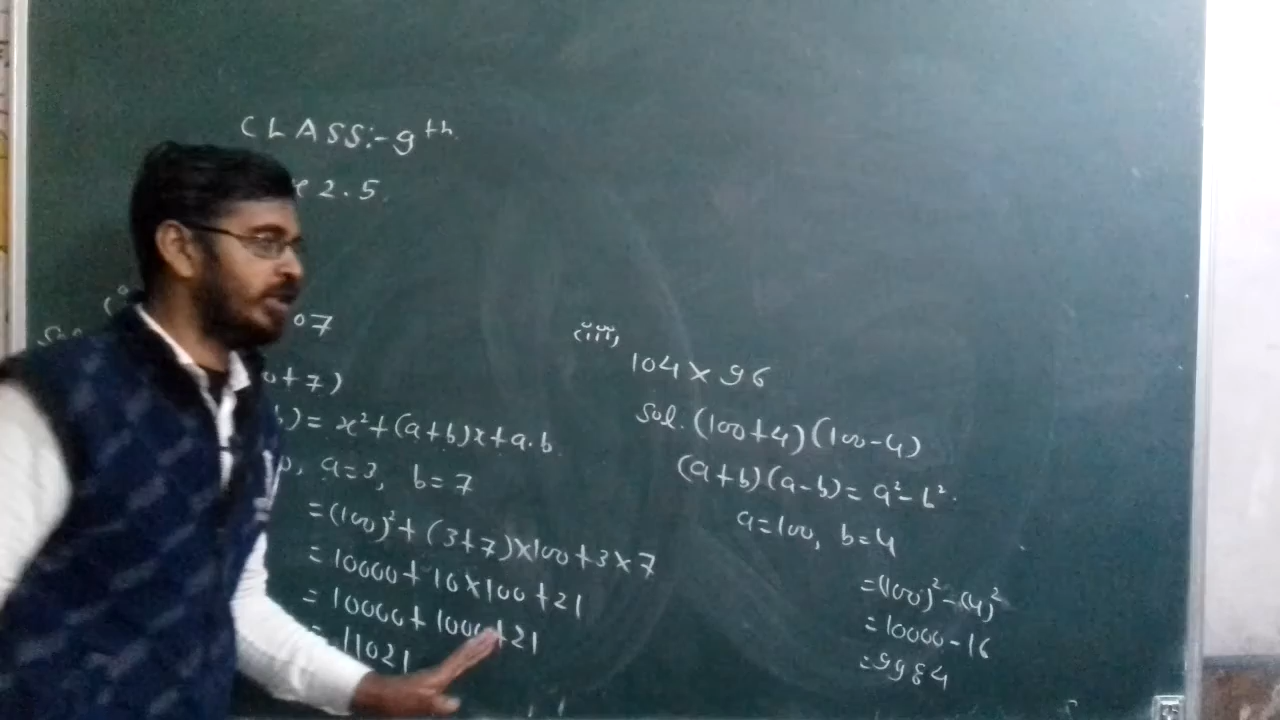 CLASS:- 9th.
2.5.
07
+7)
)= x²+(a+b)x+a.b
a=3, b=7
=(100)²+(3+7)×100+3×7
=10000+10×100+21
=10000+1000+21
=11021
(iii)
104×96
Sol. (100+4)(100-4)
(a+b)(a-b)=a²-b².
a=100, b=4
=(100)²-(4)²
=10000-16
=9984